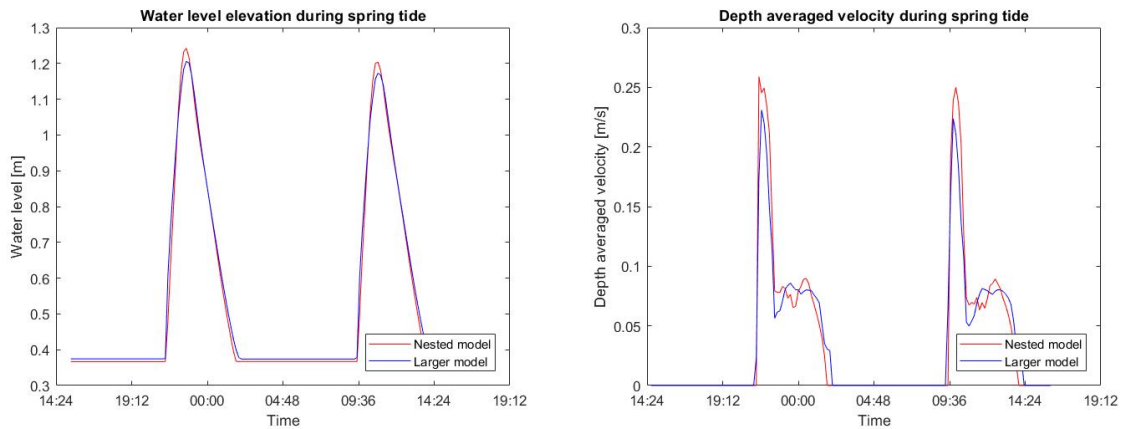 Water level elevation during spring tide
1.3
1.2
1.1
1
0.9
0.8
0.7
0.6
0.5
0.4
0.3
Water level [m]
14:24 19:12 00:00 04:48 09:36 14:24 19:12
Time
Nested model
Larger model
Depth averaged velocity during spring tide
0.3
0.25
0.2
0.15
0.1
0.05
0
Depth averaged velocity [m/s]
14:24 19:12 00:00 04:48 09:36 14:24 19:12
Time
Nested model
Larger model